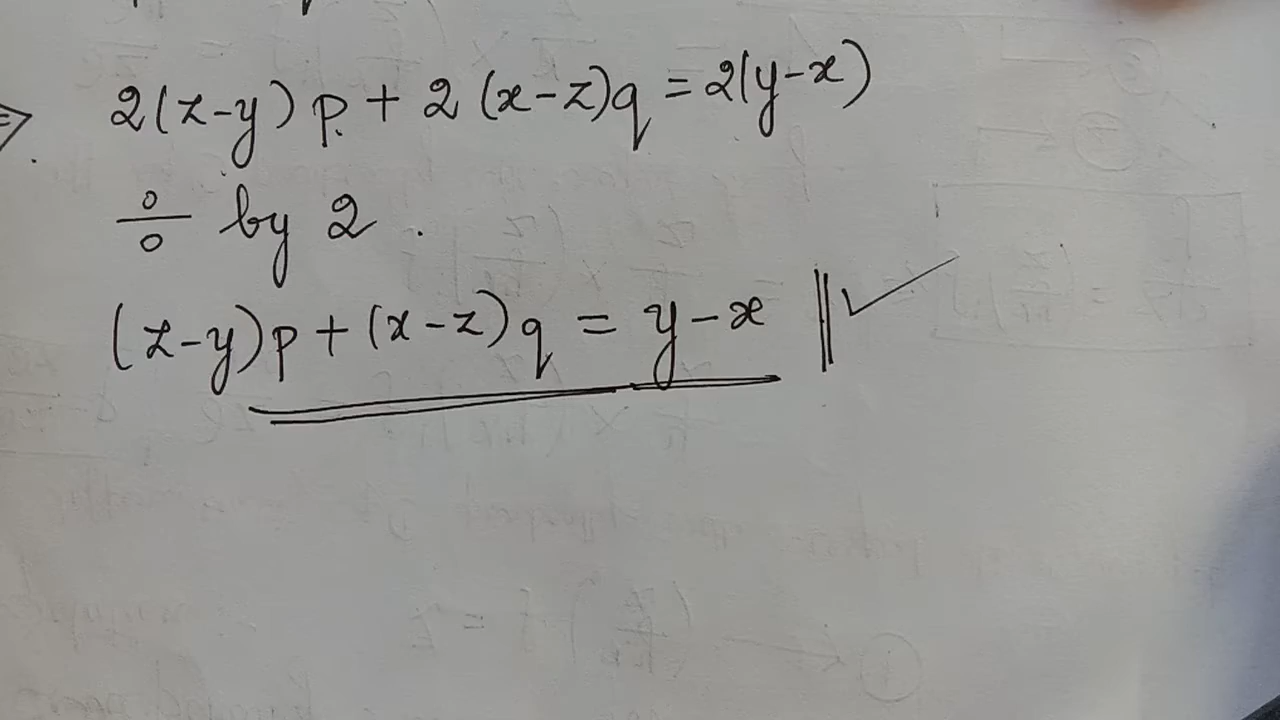 ⇒ 2(z-y) p. + 2 (x-z)q = 2(y-x)
÷ by 2 .
(z-y)p + (x-z)q = y-x ‖ ✓